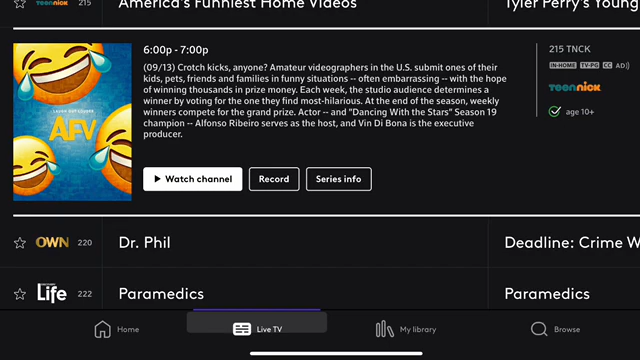 teennick
215
America's Funniest Home Videos
Tyler Perry's Young
LAUGH OUT LOUDER
AFV
6:00p - 7:00p
(09/13) Crotch kicks, anyone? Amateur videographers in the U.S. submit ones of their
kids, pets, friends and families in funny situations -- often embarrassing -- with the hope
of winning thousands in prize money. Each week, the studio audience determines a
winner by voting for the one they find most-hilarious. At the end of the season, weekly
winners compete for the grand prize. Actor -- and "Dancing With the Stars" Season 19
champion -- Alfonso Ribeiro serves as the host, and Vin Di Bona is the executive
producer.
Watch channel
Record
Series info
215 TNCK
IN-HOME TV-PG CC AD))
teennick
age 10+
OWN
220
Dr. Phil
Deadline: Crime W
Life
222
Paramedics
Paramedics
Home
Live TV
My library
Browse